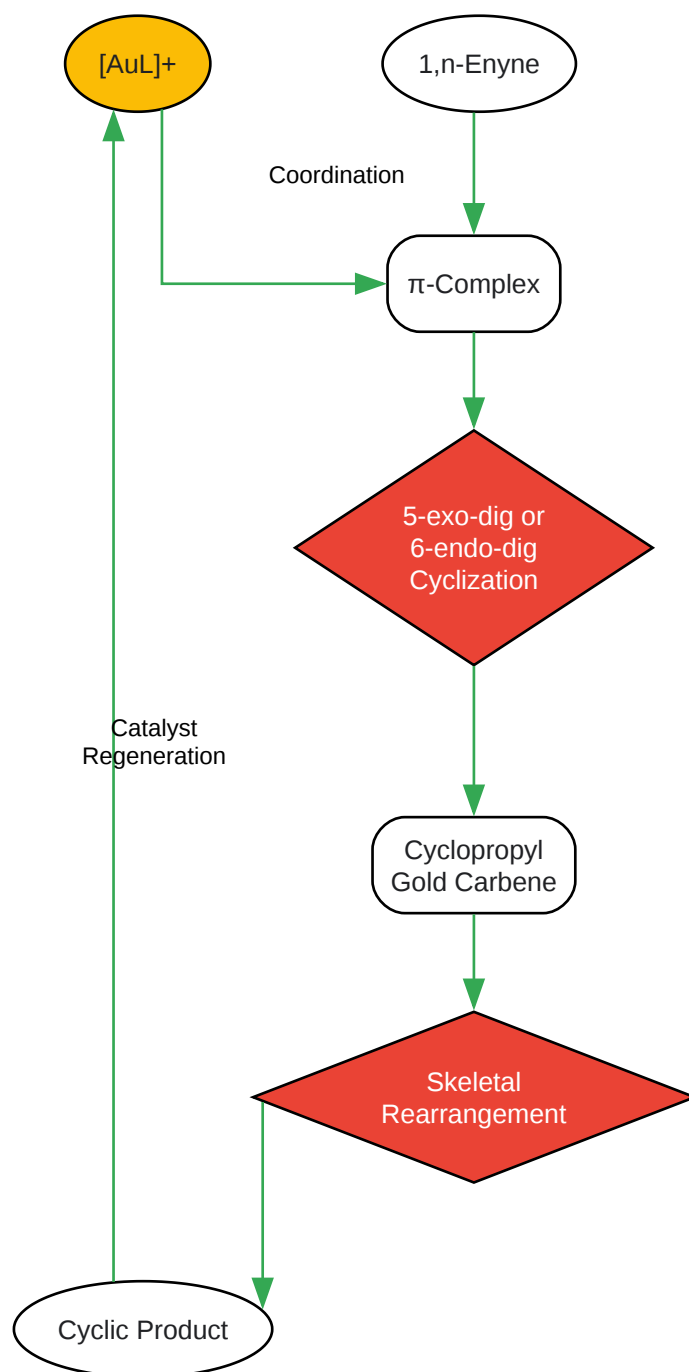 [AuL]+
1,n-Enyne
Coordination
π-Complex
5-exo-dig or
6-endo-dig
Cyclization
Catalyst
Regeneration
Cyclopropyl
Gold Carbene
Skeletal
Rearrangement
Cyclic Product